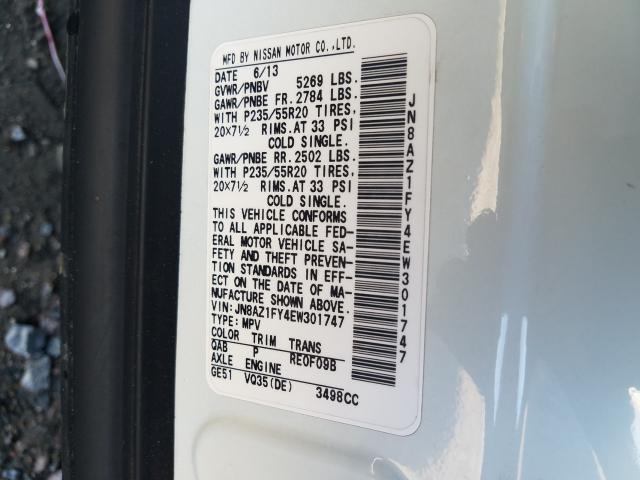 MFD BY NISSAN MOTOR CO.,LTD.
DATE 6/13
GVWR/PNBV 5269 LBS.
GAWR/PNBE FR. 2784 LBS.
WITH P235/55R20 TIRES,
20X7½ RIMS.AT 33 PSI
COLD SINGLE.
GAWR/PNBE RR. 2502 LBS.
WITH P235/55R20 TIRES,
20X7½ RIMS.AT 33 PSI
COLD SINGLE.
THIS VEHICLE CONFORMS
TO ALL APPLICABLE FED-
ERAL MOTOR VEHICLE SA-
FETY AND THEFT PREVEN-
TION STANDARDS IN EFF-
ECT ON THE DATE OF MA-
NUFACTURE SHOWN ABOVE.
VIN: JN8AZ1FY4EW301747
TYPE: MPV
COLOR TRIM TRANS
QAB P RE0F09B
AXLE ENGINE
GE51 VQ35(DE) 3498CC
JN8AZ1FY4EW301747